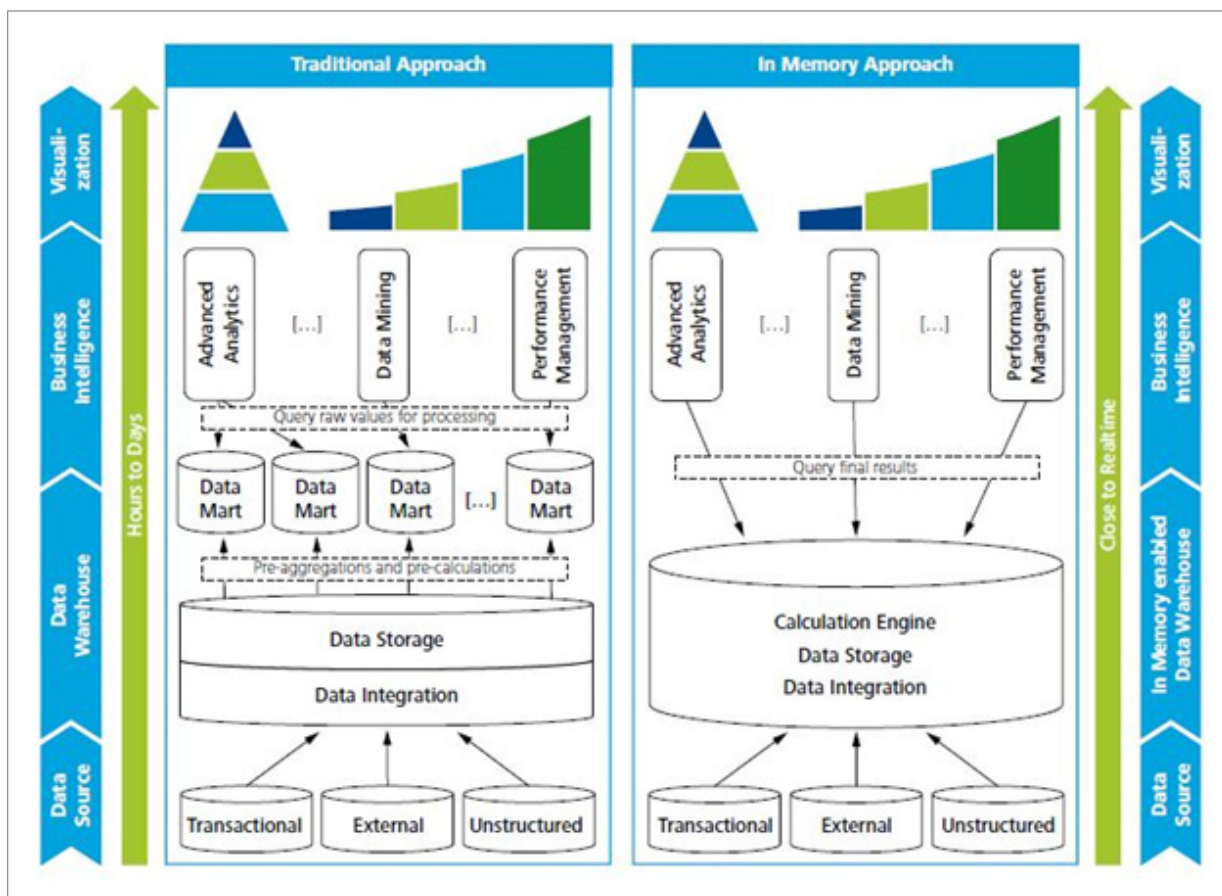 Traditional Approach
In Memory Approach
Visuali-
zation
Business
Intelligence
Data
Warehouse
Data
Source
Hours to Days
Advanced
Analytics
[...]
Data Mining
[...]
Performance
Management
Query raw values for processing
Data
Mart
Data
Mart
Data
Mart
[...]
Data
Mart
Pre-aggregations and pre-calculations
Data Storage
Data Integration
Transactional
External
Unstructured
Advanced
Analytics
[...]
Data Mining
[...]
Performance
Management
Query final results
Calculation Engine
Data Storage
Data Integration
Transactional
External
Unstructured
Close to Realtime
Visuali-
zation
Business
Intelligence
In Memory enabled
Data Warehouse
Data
Source